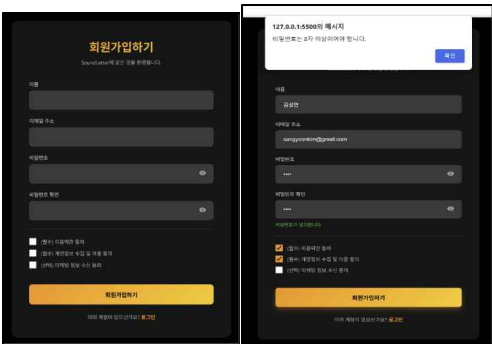 회원가입하기
SoundLetter에 오신 것을 환영합니다.
이름
이메일 주소
비밀번호
비밀번호 확인
(필수) 이용약관 동의
(필수) 개인정보 수집 및 이용 동의
(선택) 마케팅 정보 수신 동의
회원가입하기
이미 계정이 있으신가요? 로그인
127.0.0.1:5500의 메시지
비밀번호는 8자 이상이어야 합니다.
확인
이름
김상연
이메일 주소
sangyeonkim@gmail.com
비밀번호
••••
비밀번호 확인
••••
비밀번호가 일치합니다
(필수) 이용약관 동의
(필수) 개인정보 수집 및 이용 동의
(선택) 마케팅 정보 수신 동의
회원가입하기
이미 계정이 있으신가요? 로그인